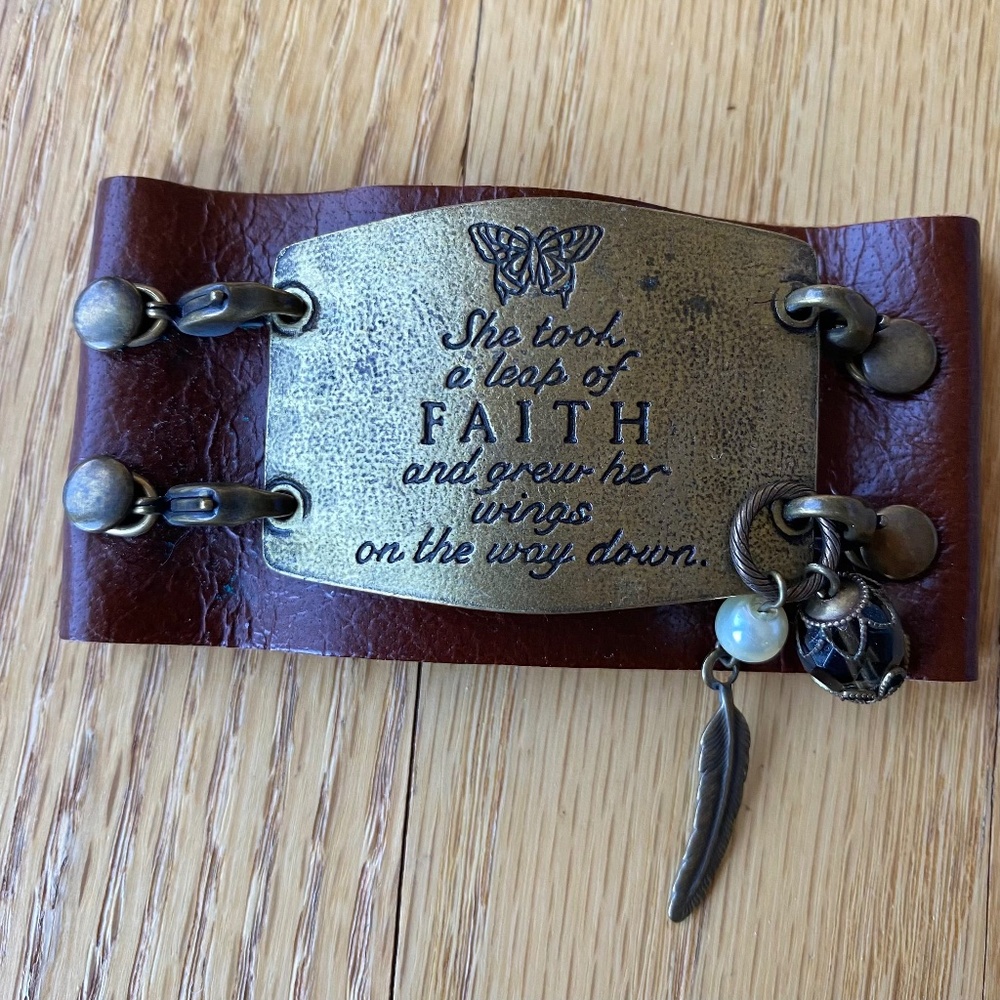 She took
a leap of
FAITH
and grew her
wings
on the way down.